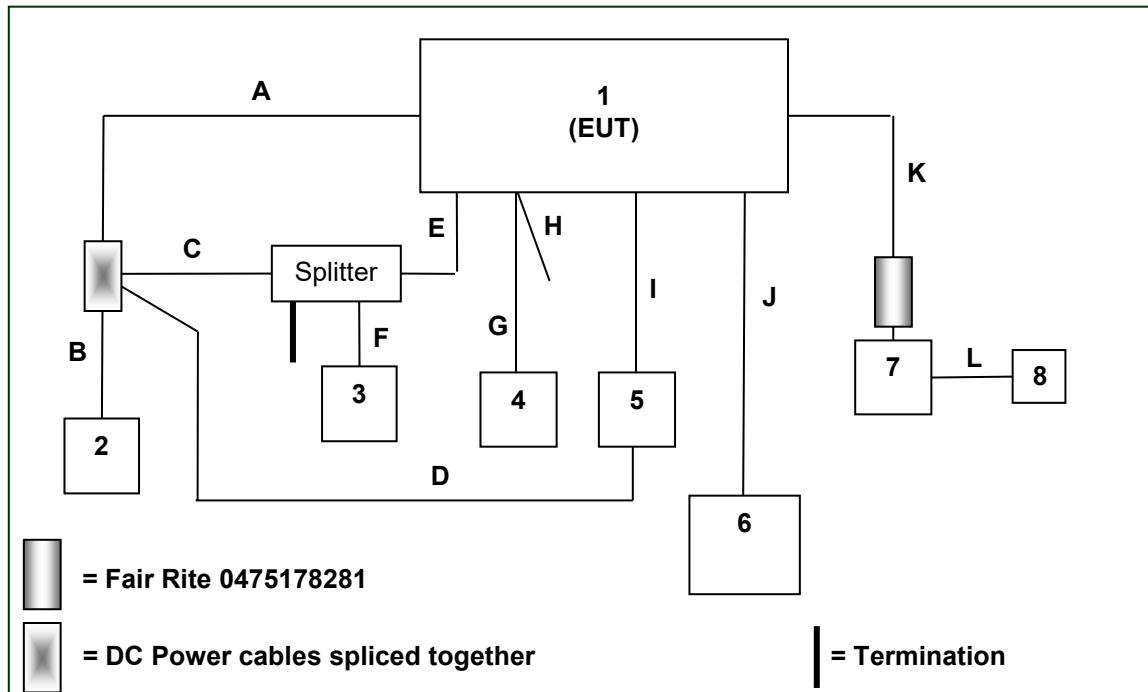 A
1
(EUT)
K
E
H
C
Splitter
I
J
G
F
B
7
L
8
3
4
5
2
D
6
= Fair Rite 0475178281
= DC Power cables spliced together
= Termination